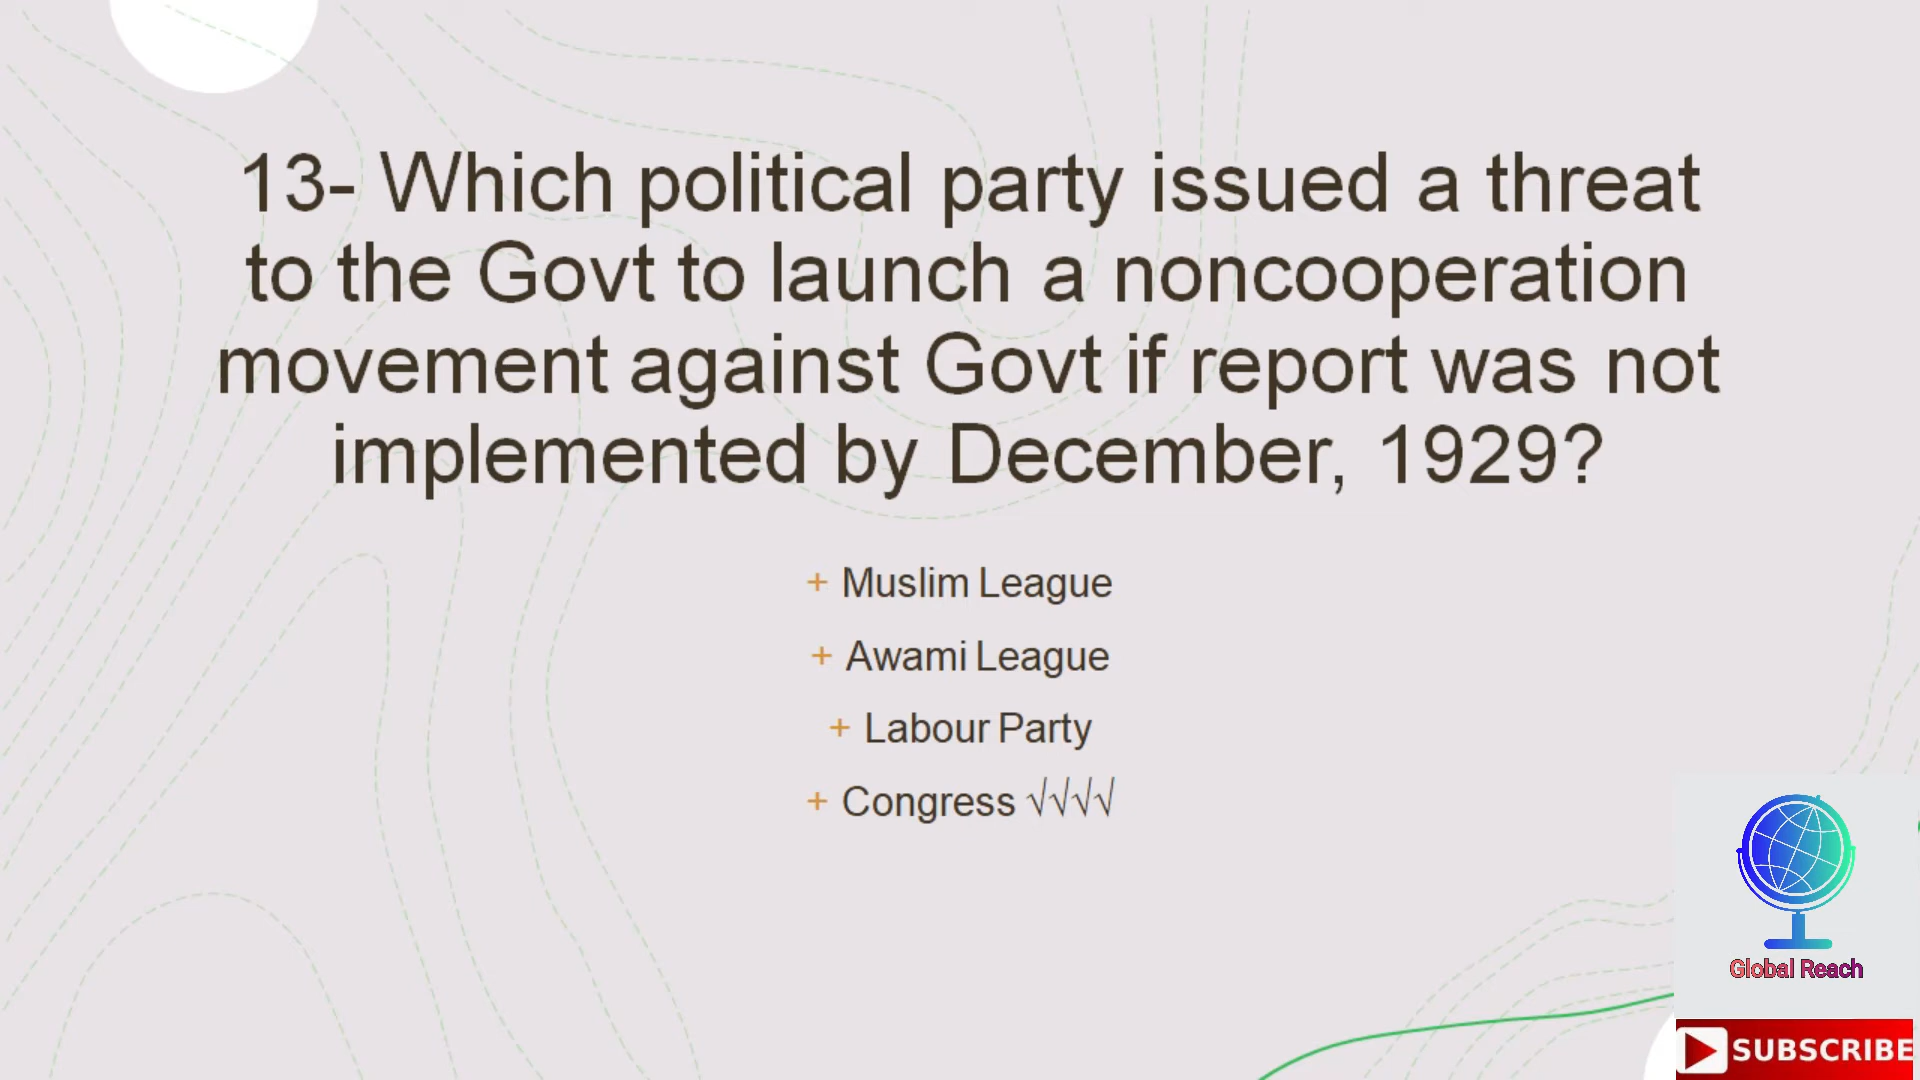 13- Which political party issued a threat
to the Govt to launch a noncooperation
movement against Govt if report was not
implemented by December, 1929?
+ Muslim League
+ Awami League
+ Labour Party
+ Congress √√√√
Global Reach
SUBSCRIBE